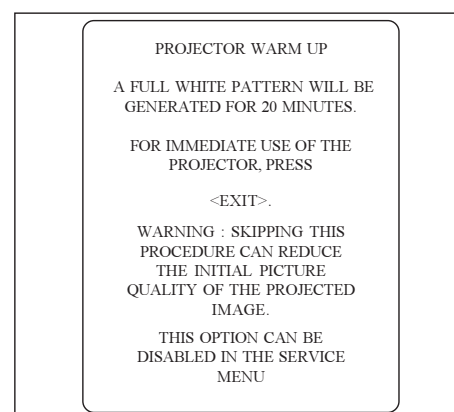 PROJECTOR WARM UP
A FULL WHITE PATTERN WILL BE
GENERATED FOR 20 MINUTES.
FOR IMMEDIATE USE OF THE
PROJECTOR, PRESS
<EXIT>.
WARNING : SKIPPING THIS
PROCEDURE CAN REDUCE
THE INITIAL PICTURE
QUALITY OF THE PROJECTED
IMAGE.
THIS OPTION CAN BE
DISABLED IN THE SERVICE
MENU